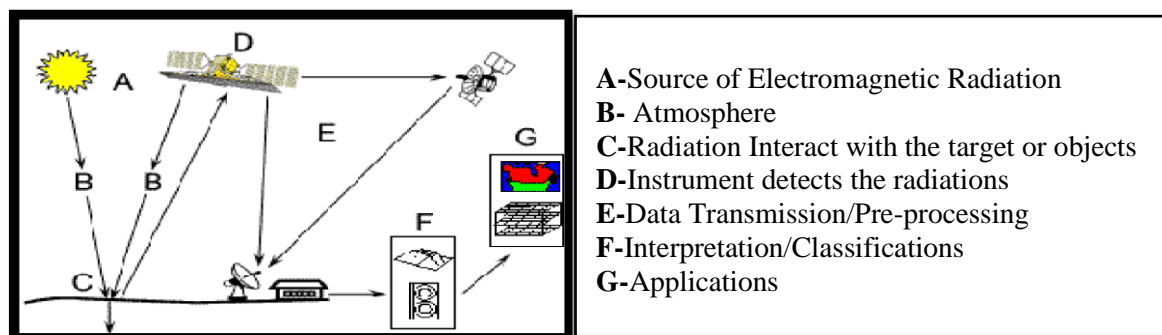 D
A
E
G
B
B
F
C
A-Source of Electromagnetic Radiation
B- Atmosphere
C-Radiation Interact with the target or objects
D-Instrument detects the radiations
E-Data Transmission/Pre-processing
F-Interpretation/Classifications
G-Applications